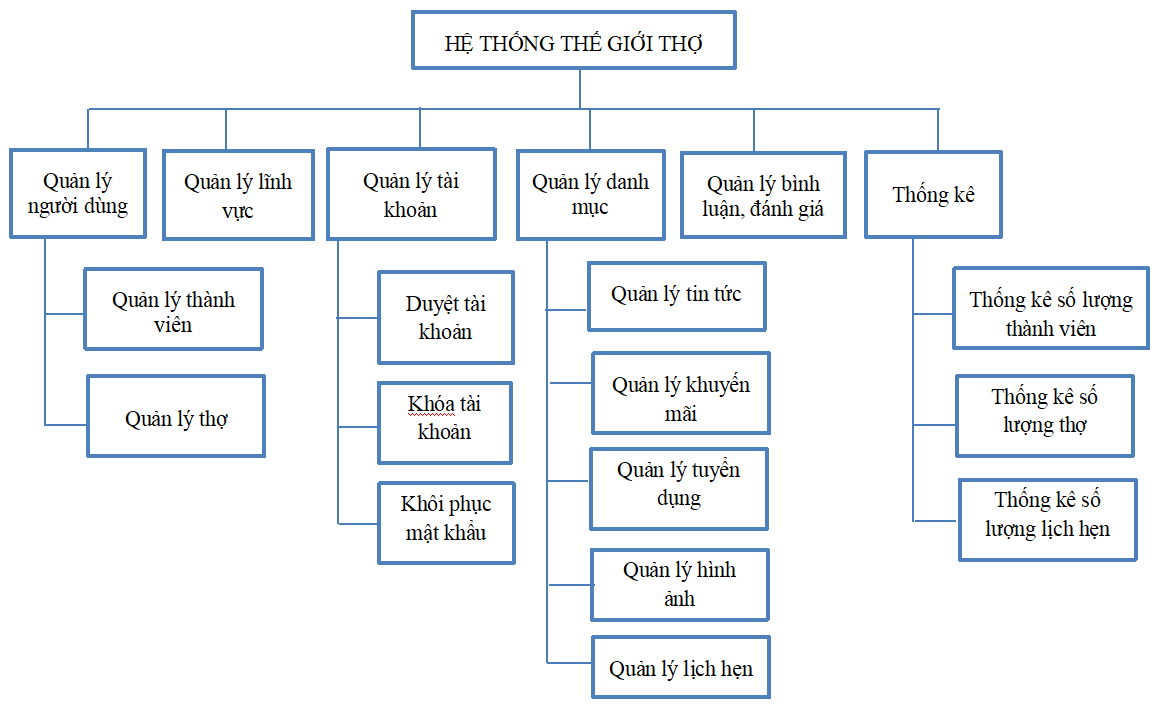 HỆ THỐNG THẾ GIỚI THỢ
Quản lý
người dùng
Quản lý lĩnh
vực
Quản lý tài
khoản
Quản lý danh
mục
Quản lý bình
luận, đánh giá
Thống kê
Quản lý thành
viên
Quản lý thợ
Duyệt tài
khoản
Khóa tài
khoản
Khôi phục
mật khẩu
Quản lý tin tức
Quản lý khuyến
mãi
Quản lý tuyển
dụng
Quản lý hình
ảnh
Quản lý lịch hẹn
Thống kê số lượng
thành viên
Thống kê số
lượng thợ
Thống kê số
lượng lịch hẹn